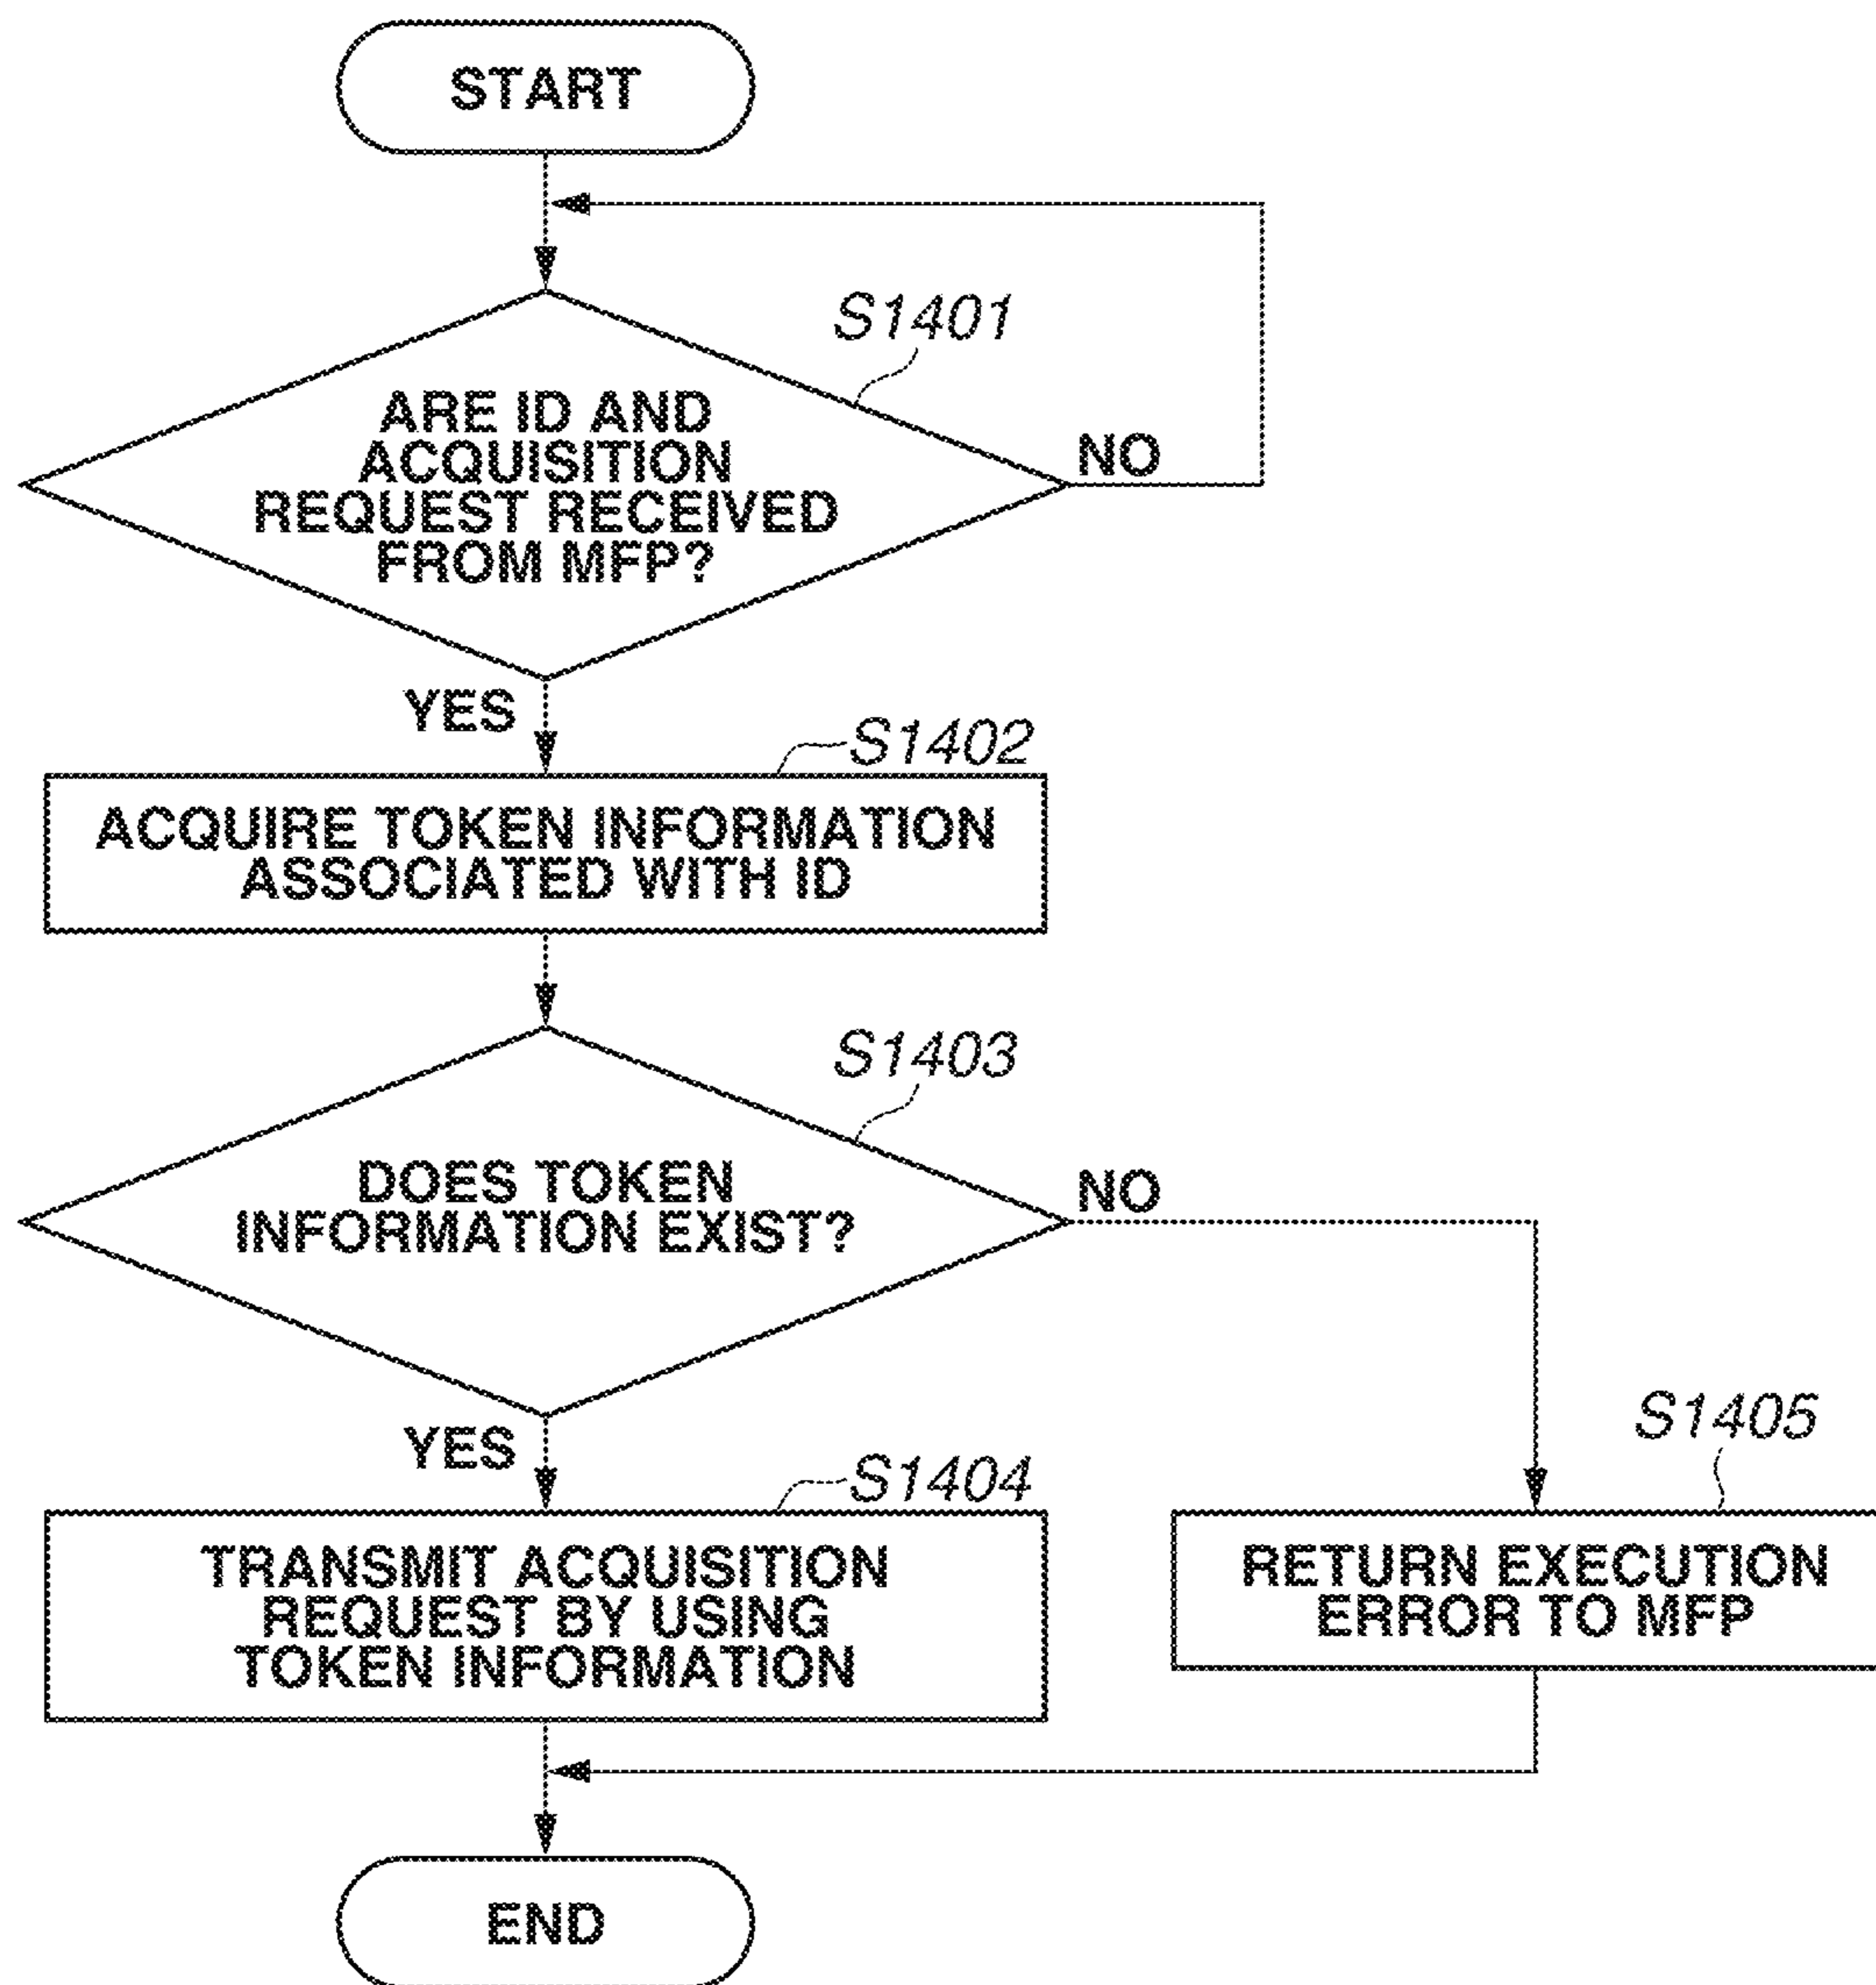 START
S1401
ARE ID AND
ACQUISITION
REQUEST RECEIVED
FROM MFP?
NO
YES
S1402
ACQUIRE TOKEN INFORMATION
ASSOCIATED WITH ID
S1403
DOES TOKEN
INFORMATION EXIST?
NO
YES
S1404
TRANSMIT ACQUISITION
REQUEST BY USING
TOKEN INFORMATION
S1405
RETURN EXECUTION
ERROR TO MFP
END